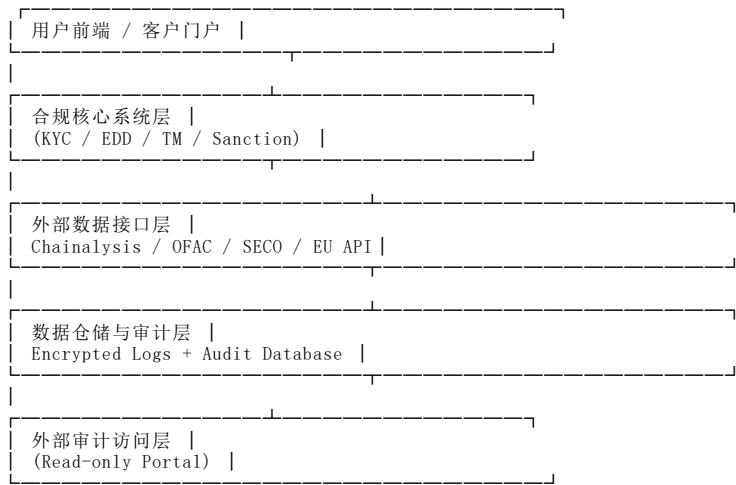 用户前端 / 客户门户
合规核心系统层
(KYC / EDD / TM / Sanction)
外部数据接口层
Chainalysis / OFAC / SECO / EU API
数据仓储与审计层
Encrypted Logs + Audit Database
外部审计访问层
(Read-only Portal)